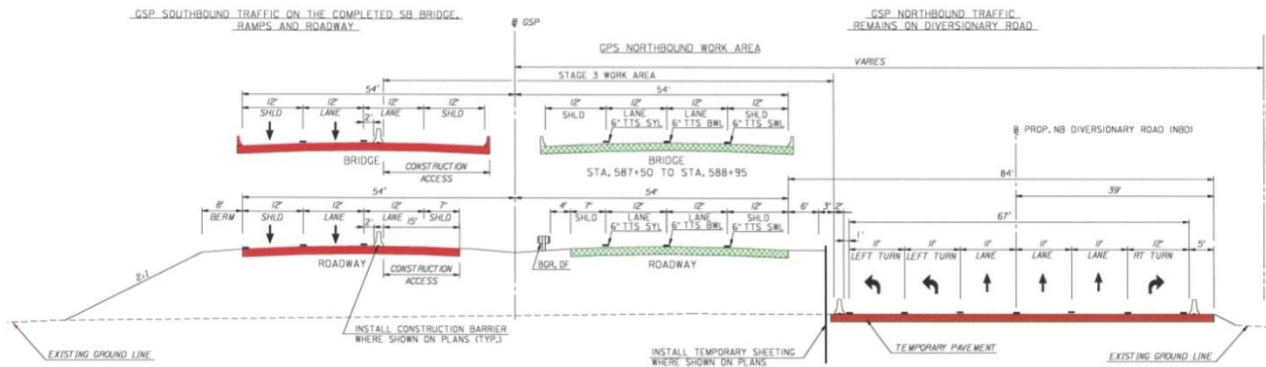 GSP SOUTHBOUND TRAFFIC ON THE COMPLETED SB BRIDGE,
RAMPS AND ROADWAY
℄ GSP
GSP NORTHBOUND TRAFFIC
REMAINS ON DIVERSIONARY ROAD
GPS NORTHBOUND WORK AREA
VARIES
STAGE 3 WORK AREA
54' 54'
12' 12' 12' 12' 12' 12' 12' 12'
SHLD LANE LANE SHLD SHLD LANE LANE SHLD
6" TTS SYL 6" TTS BWL 6" TTS SWL
2'
℄ PROP. NB DIVERSIONARY ROAD (NBD)
BRIDGE BRIDGE
CONSTRUCTION
ACCESS
STA. 587+50 TO STA. 588+95
84'
54' 54' 39'
8' 12' 12' 12' 7' 4' 7' 12' 12' 12' 6' 3' 2' 67'
BERM SHLD LANE LANE SHLD SHLD LANE LANE SHLD
2' 15' 6" TTS SYL 6" TTS BWL 6" TTS SWL 1'
11' 11' 11' 11' 11' 12' 5'
LEFT TURN LEFT TURN LANE LANE LANE RT TURN
2:1
ROADWAY BGR, DF ROADWAY
CONSTRUCTION
ACCESS
EXISTING GROUND LINE
INSTALL CONSTRUCTION BARRIER
WHERE SHOWN ON PLANS (TYP.)
INSTALL TEMPORARY SHEETING
WHERE SHOWN ON PLANS
TEMPORARY PAVEMENT
EXISTING GROUND LINE